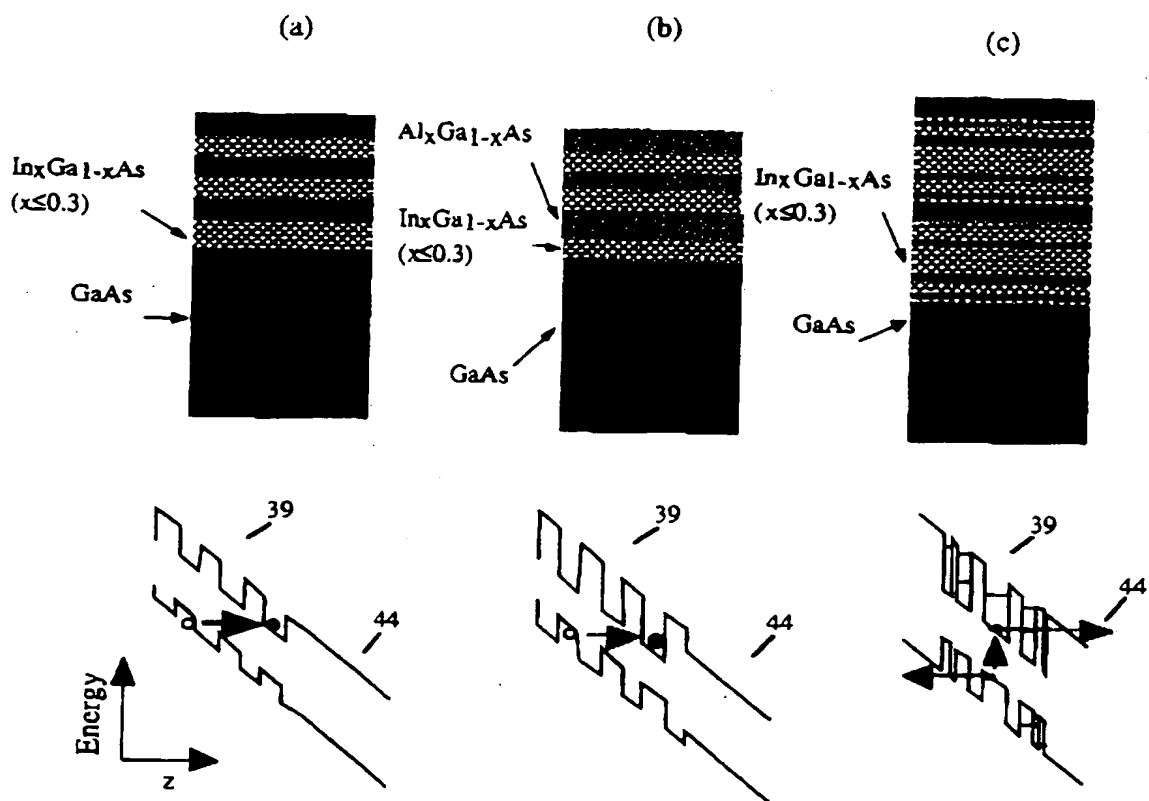 (a)
(b)
(c)
InxGa1-xAs
(x≤0.3)
GaAs
AlxGa1-xAs
InxGa1-xAs
(x≤0.3)
GaAs
InxGa1-xAs
(x≤0.3)
GaAs
39
44
39
44
39
44
Energy
z